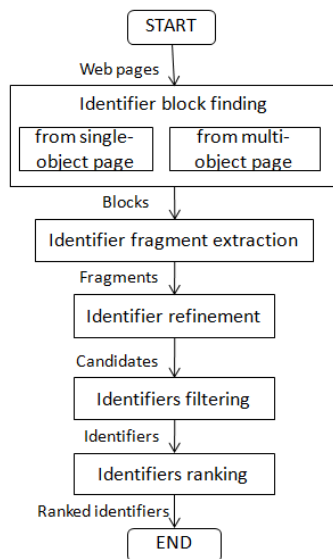 START
Web pages
Identifier block finding
from single-
object page
from multi-
object page
Blocks
Identifier fragment extraction
Fragments
Identifier refinement
Candidates
Identifiers filtering
Identifiers
Identifiers ranking
Ranked identifiers
END